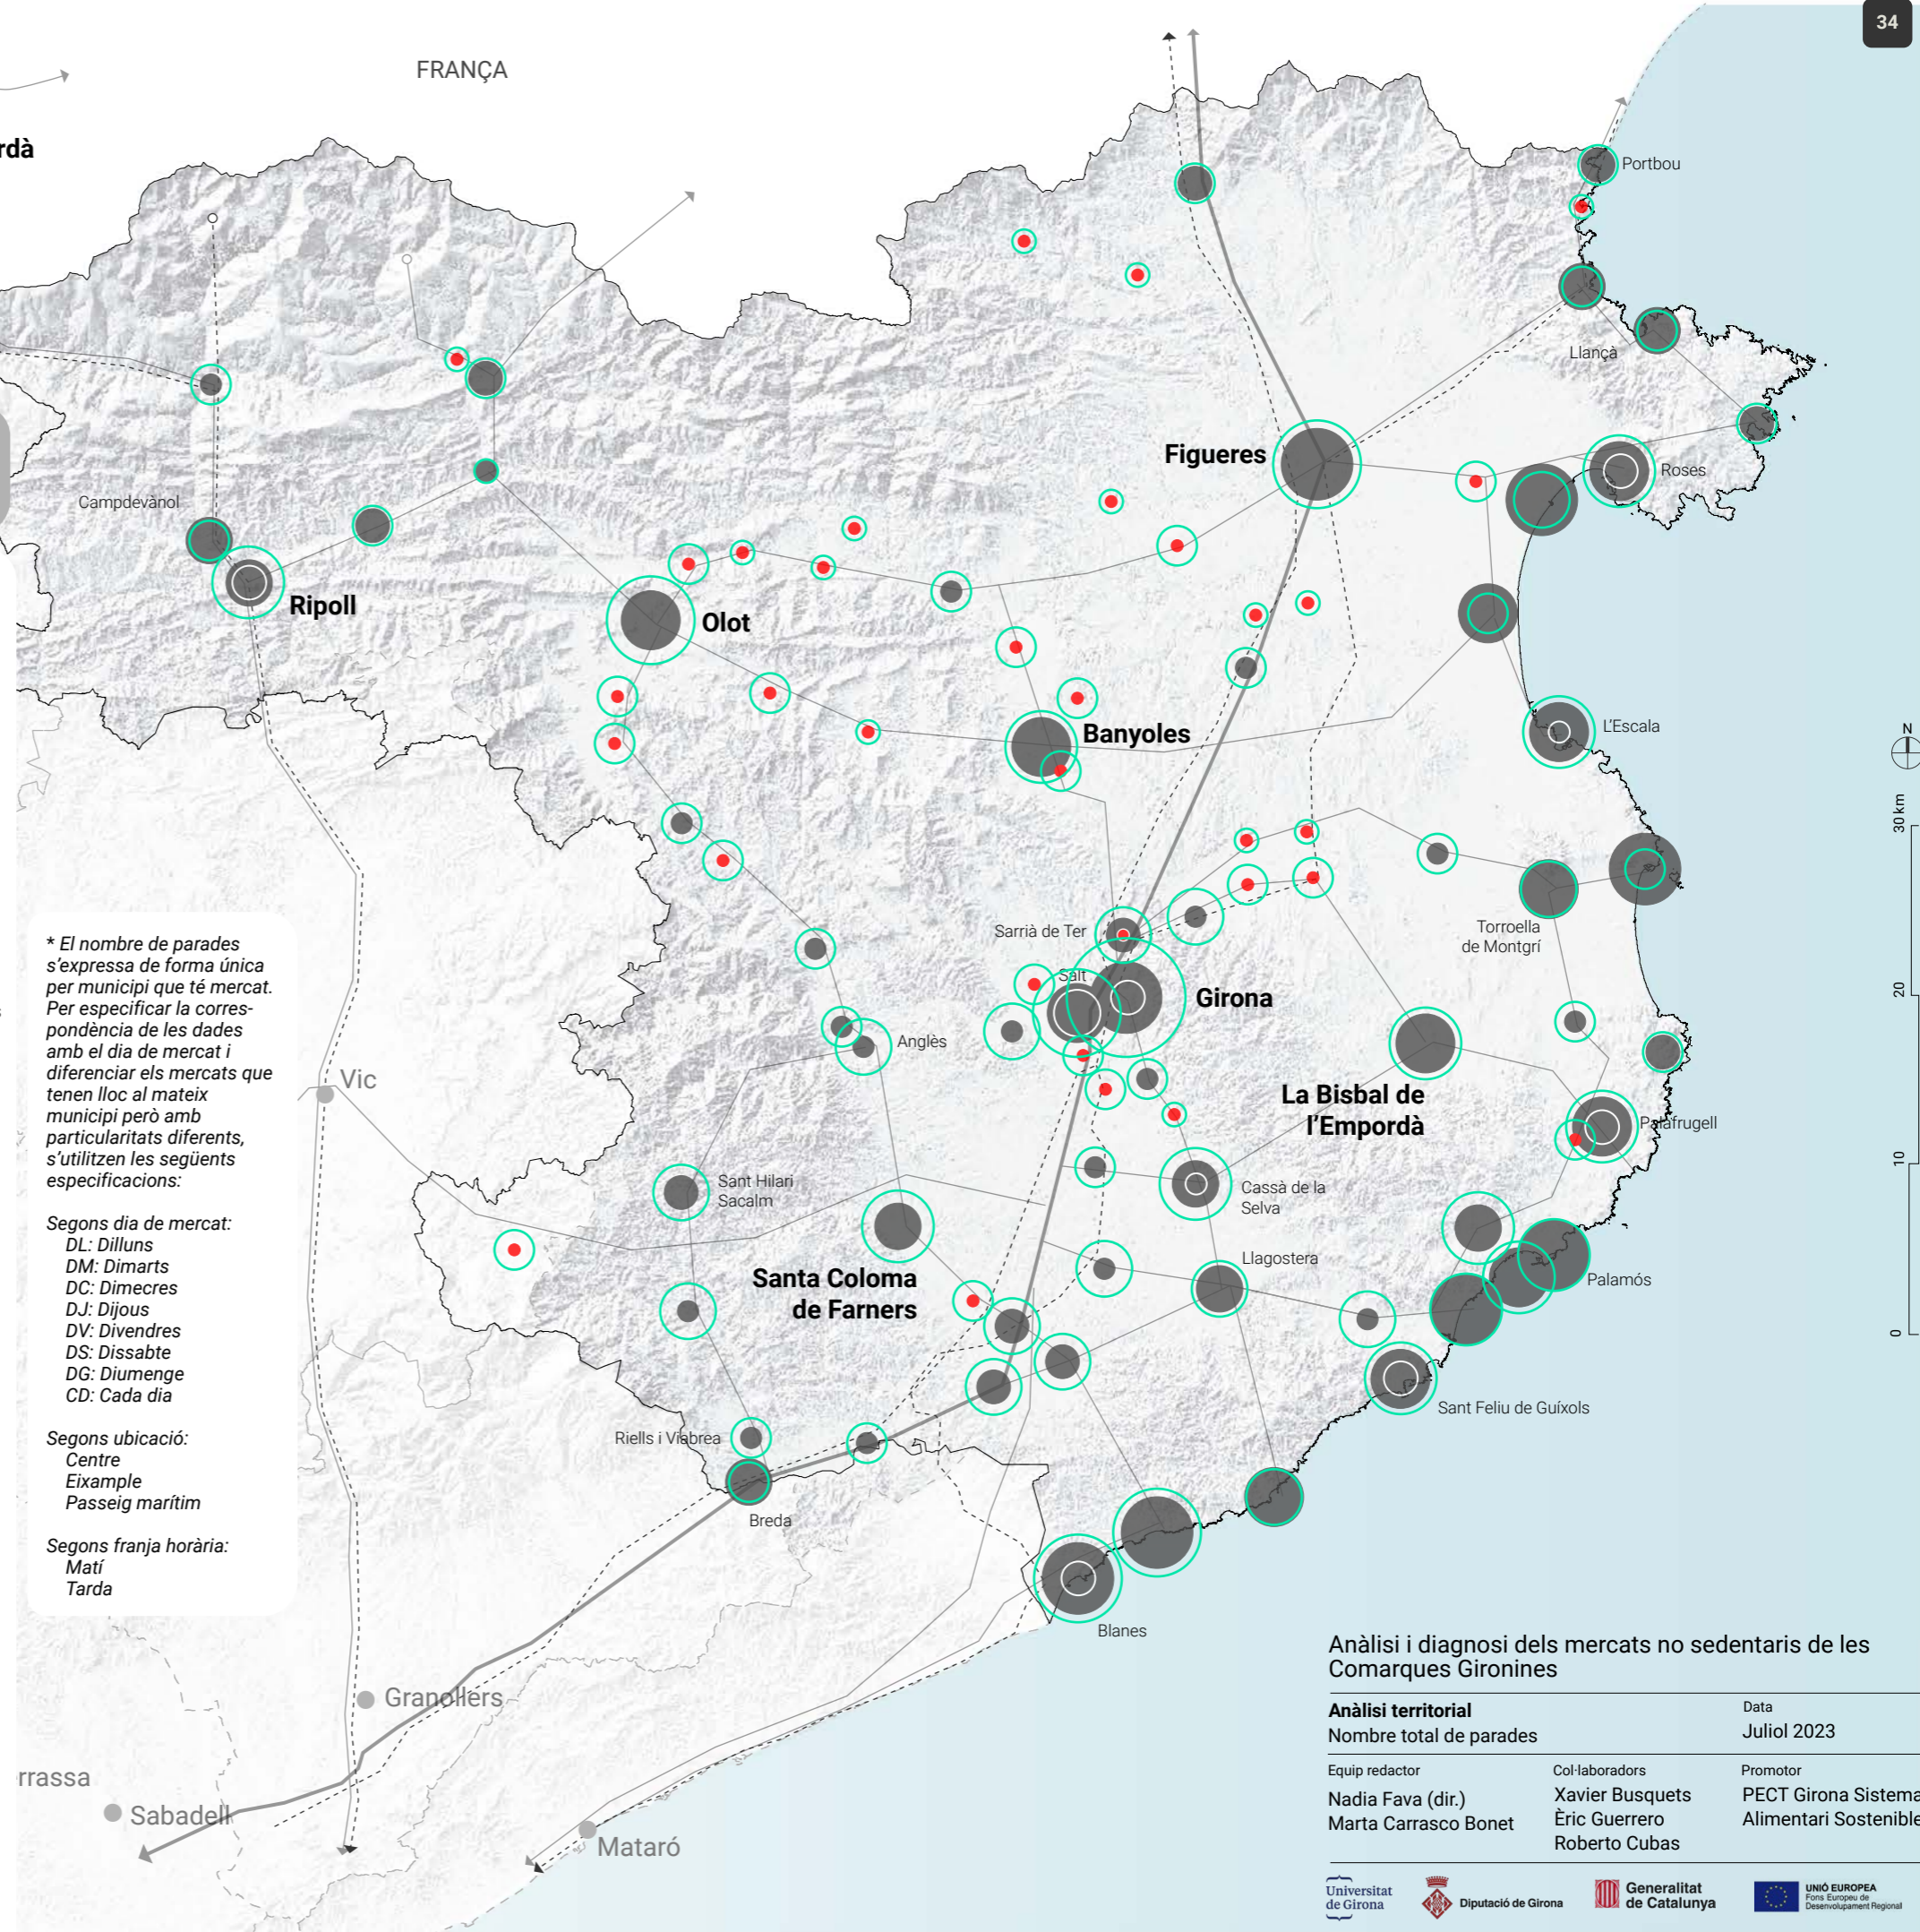 34
FRANÇA
rdà
Portbou
Llançà
Figueres
Roses
Campdevànol
Ripoll
Olot
L'Escala
Banyoles
N
30 km
20
10
0
Sarrià de Ter
Torroella
de Montgrí
Salt
Girona
Anglès
La Bisbal de
l'Empordà
Palafrugell
Vic
Sant Hilari
Sacalm
Cassà de la
Selva
Llagostera
Santa Coloma
de Farners
Palamós
Sant Feliu de Guíxols
Riells i Viabrea
Breda
Blanes
Granollers
rrassa
Sabadell
Mataró
* El nombre de parades
s'expressa de forma única
per municipi que té mercat.
Per especificar la corres-
pondència de les dades
amb el dia de mercat i
diferenciar els mercats que
tenen lloc al mateix
municipi però amb
particularitats diferents,
s'utilitzen les següents
especificacions:
Segons dia de mercat:
DL: Dilluns
DM: Dimarts
DC: Dimecres
DJ: Dijous
DV: Divendres
DS: Dissabte
DG: Diumenge
CD: Cada dia
Segons ubicació:
Centre
Eixample
Passeig marítim
Segons franja horària:
Matí
Tarda
Anàlisi i diagnosi dels mercats no sedentaris de les
Comarques Gironines
Anàlisi territorial
Nombre total de parades
Data
Juliol 2023
Equip redactor
Nadia Fava (dir.)
Marta Carrasco Bonet
Col·laboradors
Xavier Busquets
Èric Guerrero
Roberto Cubas
Promotor
PECT Girona Sistema
Alimentari Sostenible
Universitat
de Girona
Diputació de Girona
Generalitat
de Catalunya
UNIÓ EUROPEA
Fons Europeu de
Desenvolupament Regional